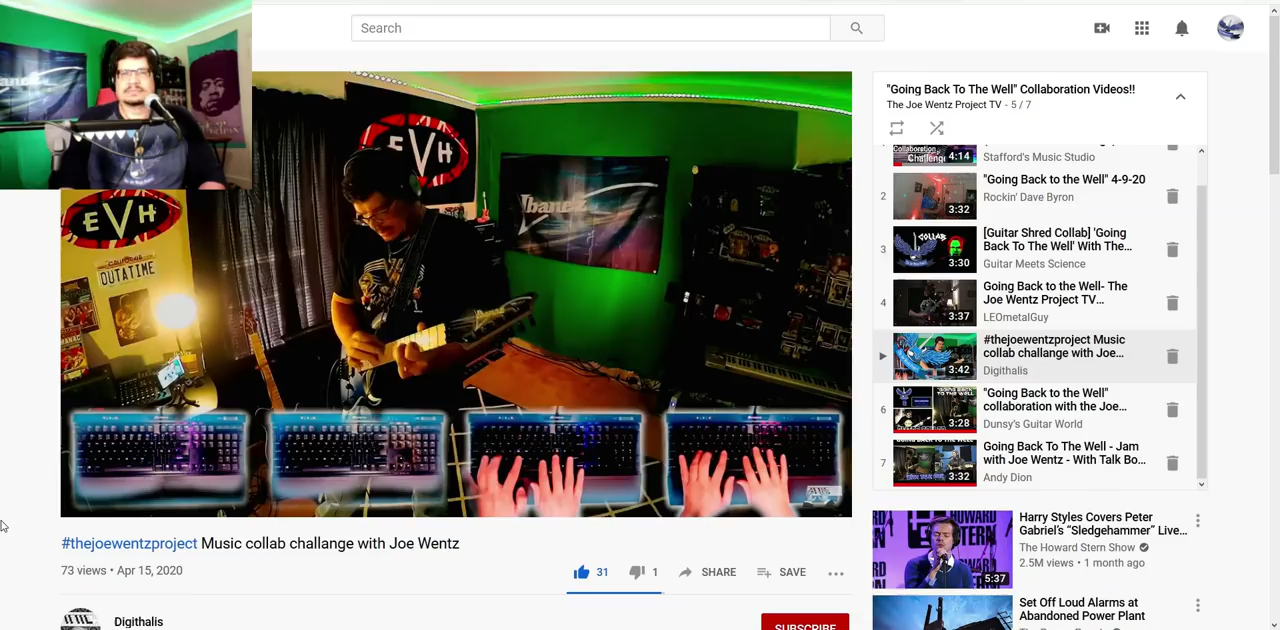 Search
Ibanez
EVH
EVH
CALIFORNIA
OUTATIME
#thejoewentzproject Music collab challange with Joe Wentz
73 views • Apr 15, 2020
31
1
SHARE
SAVE
Digithalis
SUBSCRIBE
"Going Back To The Well" Collaboration Videos!!
The Joe Wentz Project TV - 5 / 7
Collaboration
Challenge
4:14
Stafford's Music Studio
2
3:32
"Going Back to the Well" 4-9-20
Rockin' Dave Byron
3
COLLAB
3:30
[Guitar Shred Collab] 'Going
Back To The Well' With The...
Guitar Meets Science
4
3:37
Going Back to the Well- The
Joe Wentz Project TV...
LEOmetalGuy
3:42
#thejoewentzproject Music
collab challange with Joe...
Digithalis
6
3:28
"Going Back to the Well"
collaboration with the Joe...
Dunsy's Guitar World
7
3:32
Going Back To The Well - Jam
with Joe Wentz - With Talk Bo...
Andy Dion
HOWARD
STERN
5:37
Harry Styles Covers Peter
Gabriel's “Sledgehammer” Live...
The Howard Stern Show
2.5M views • 1 month ago
Set Off Loud Alarms at
Abandoned Power Plant